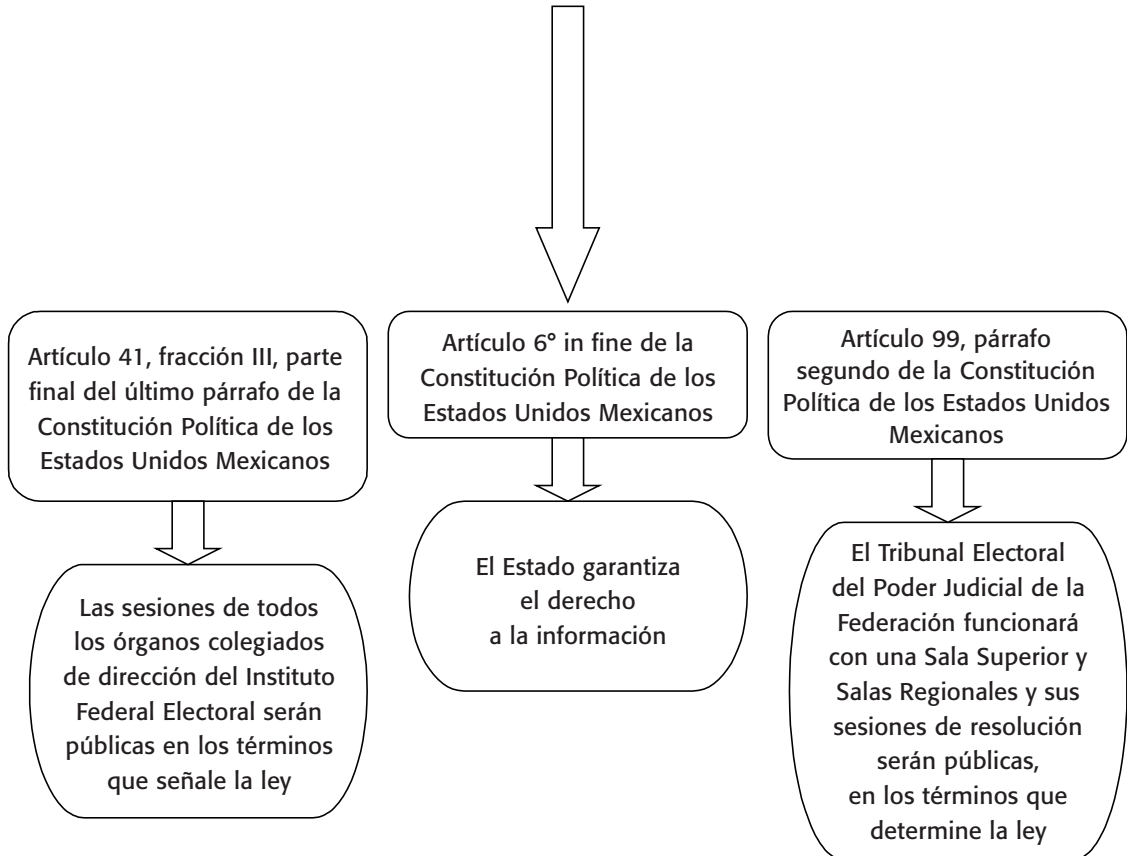 Artículo 41, fracción III, parte
final del último párrafo de la
Constitución Política de los
Estados Unidos Mexicanos
Las sesiones de todos
los órganos colegiados
de dirección del Instituto
Federal Electoral serán
públicas en los términos
que señale la ley
Artículo 6° in fine de la
Constitución Política de los
Estados Unidos Mexicanos
El Estado garantiza
el derecho
a la información
Artículo 99, párrafo
segundo de la Constitución
Política de los Estados Unidos
Mexicanos
El Tribunal Electoral
del Poder Judicial de la
Federación funcionará
con una Sala Superior y
Salas Regionales y sus
sesiones de resolución
serán públicas,
en los términos que
determine la ley